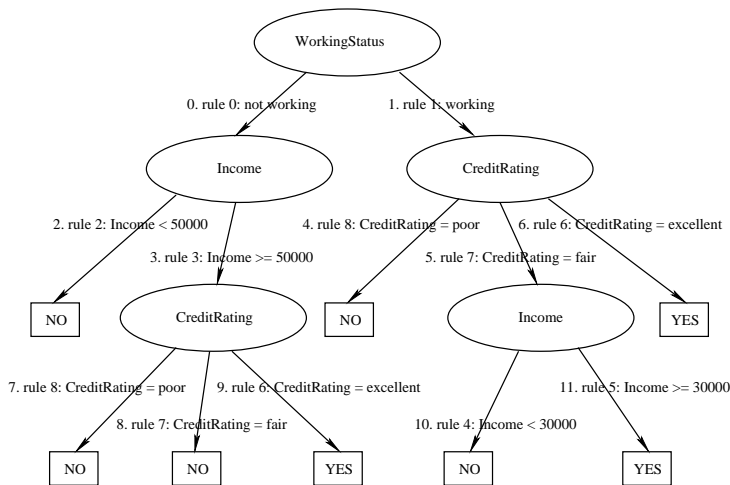 WorkingStatus
0. rule 0: not working
1. rule 1: working
Income
CreditRating
2. rule 2: Income < 50000
4. rule 8: CreditRating = poor
6. rule 6: CreditRating = excellent
3. rule 3: Income >= 50000
5. rule 7: CreditRating = fair
NO
CreditRating
NO
Income
YES
7. rule 8: CreditRating = poor
9. rule 6: CreditRating = excellent
11. rule 5: Income >= 30000
8. rule 7: CreditRating = fair
10. rule 4: Income < 30000
NO
NO
YES
NO
YES